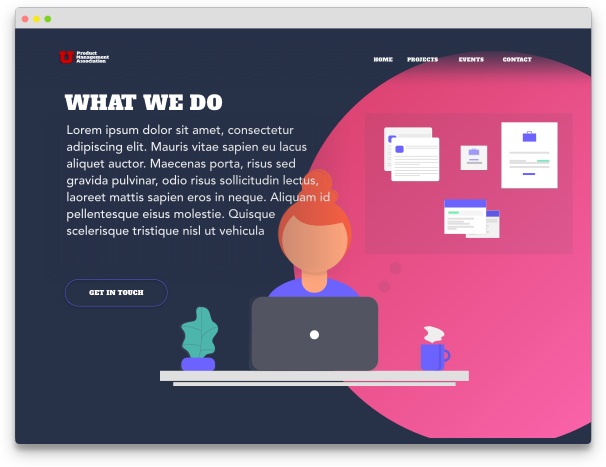 U Product
Management
Association
HOME PROJECTS EVENTS CONTACT
WHAT WE DO
Lorem ipsum dolor sit amet, consectetur
adipiscing elit. Mauris vitae sapien eu lacus
aliquet auctor. Maecenas porta, risus sed
gravida pulvinar, odio risus sollicitudin lectus,
laoreet mattis sapien eros in neque. Aliquam id
pellentesque eisus molestie. Quisque
scelerisque tristique nisl ut vehicula
GET IN TOUCH